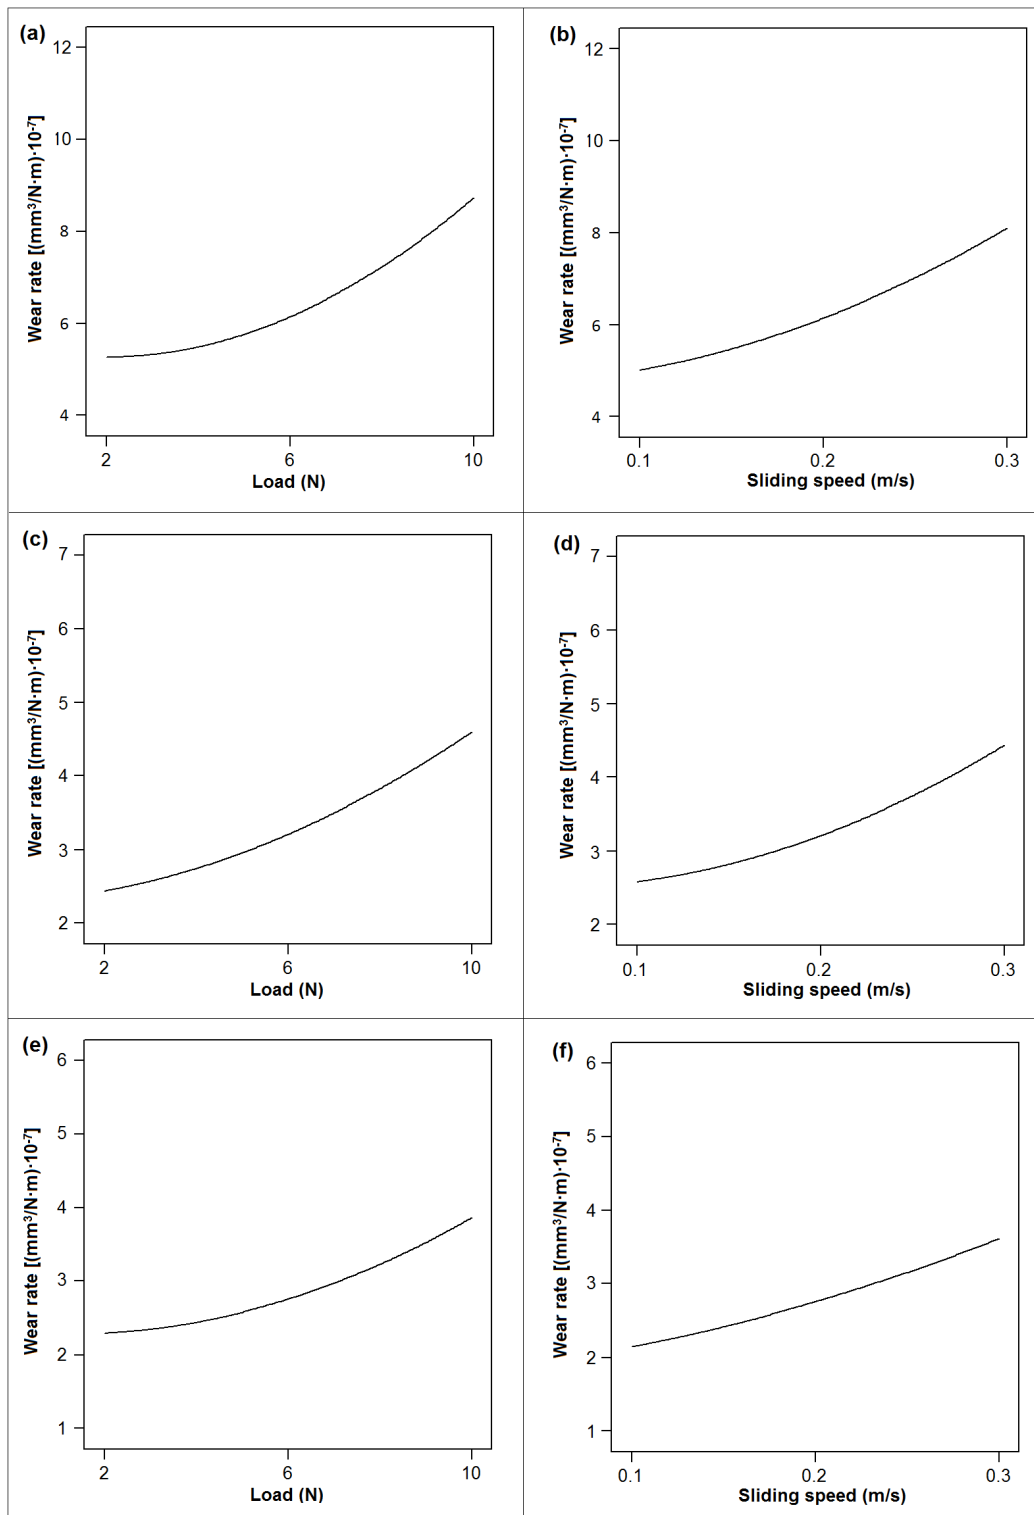 (a)
Wear rate [(mm³/N·m)·10⁻⁷]
12
10
8
6
4
2 6 10
Load (N)
(b)
Wear rate [(mm³/N·m)·10⁻⁷]
12
10
8
6
4
0.1 0.2 0.3
Sliding speed (m/s)
(c)
Wear rate [(mm³/N·m)·10⁻⁷]
7
6
5
4
3
2
2 6 10
Load (N)
(d)
Wear rate [(mm³/N·m)·10⁻⁷]
7
6
5
4
3
2
0.1 0.2 0.3
Sliding speed (m/s)
(e)
Wear rate [(mm³/N·m)·10⁻⁷]
6
5
4
3
2
1
2 6 10
Load (N)
(f)
Wear rate [(mm³/N·m)·10⁻⁷]
6
5
4
3
2
1
0.1 0.2 0.3
Sliding speed (m/s)